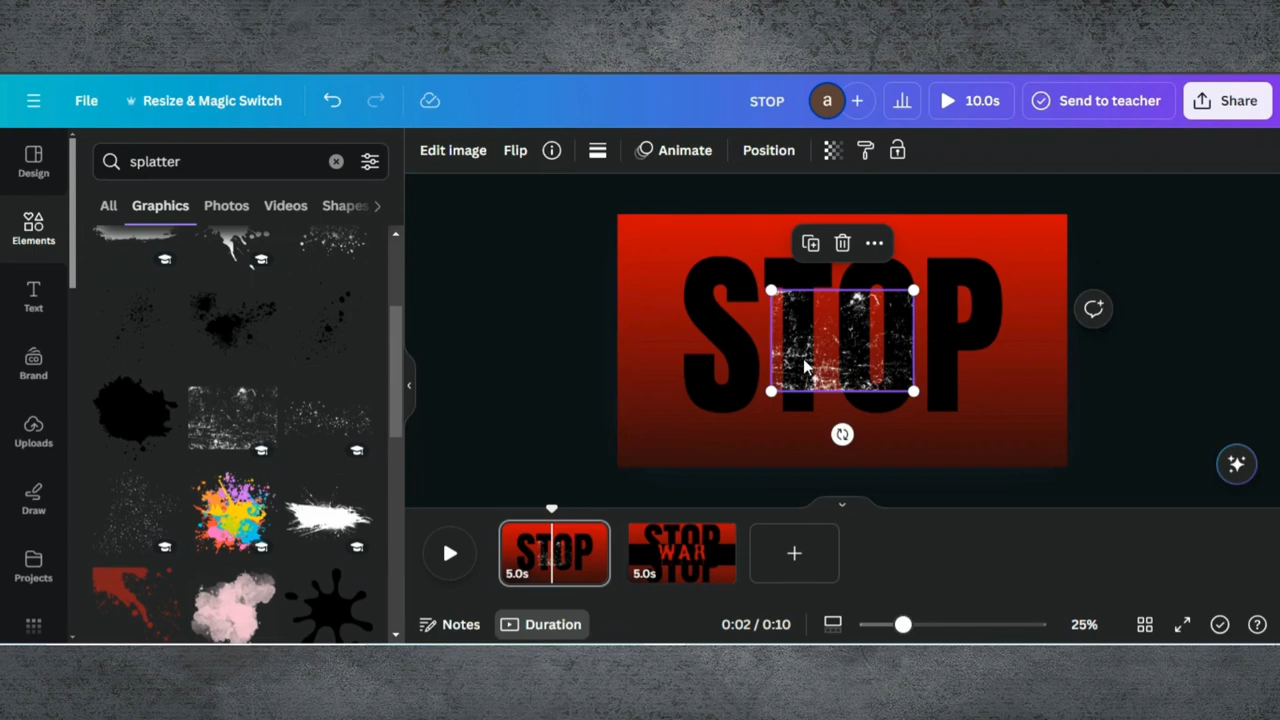 File
Resize & Magic Switch
STOP
a
10.0s
Send to teacher
Share
Design
Elements
Text
Brand
Uploads
Draw
Projects
splatter
All
Graphics
Photos
Videos
Shapes
Edit image
Flip
Animate
Position
STOP
STOP
5.0s
STOP
WAR
STOP
5.0s
Notes
Duration
0:02 / 0:10
25%